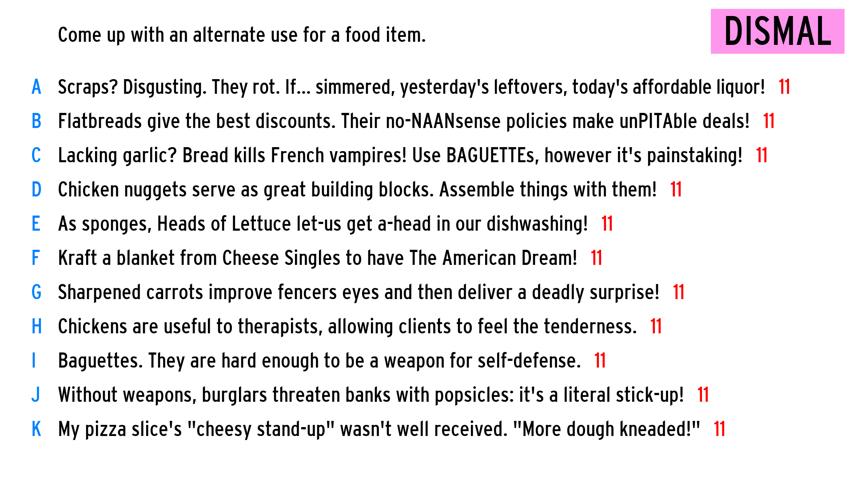 Come up with an alternate use for a food item.
DISMAL
A Scraps? Disgusting. They rot. If... simmered, yesterday's leftovers, today's affordable liquor! 11
B Flatbreads give the best discounts. Their no-NAANsense policies make unPITAble deals! 11
C Lacking garlic? Bread kills French vampires! Use BAGUETTEs, however it's painstaking! 11
D Chicken nuggets serve as great building blocks. Assemble things with them! 11
E As sponges, Heads of Lettuce let-us get a-head in our dishwashing! 11
F Kraft a blanket from Cheese Singles to have The American Dream! 11
G Sharpened carrots improve fencers eyes and then deliver a deadly surprise! 11
H Chickens are useful to therapists, allowing clients to feel the tenderness. 11
I Baguettes. They are hard enough to be a weapon for self-defense. 11
J Without weapons, burglars threaten banks with popsicles: it's a literal stick-up! 11
K My pizza slice's "cheesy stand-up" wasn't well received. "More dough kneaded!" 11